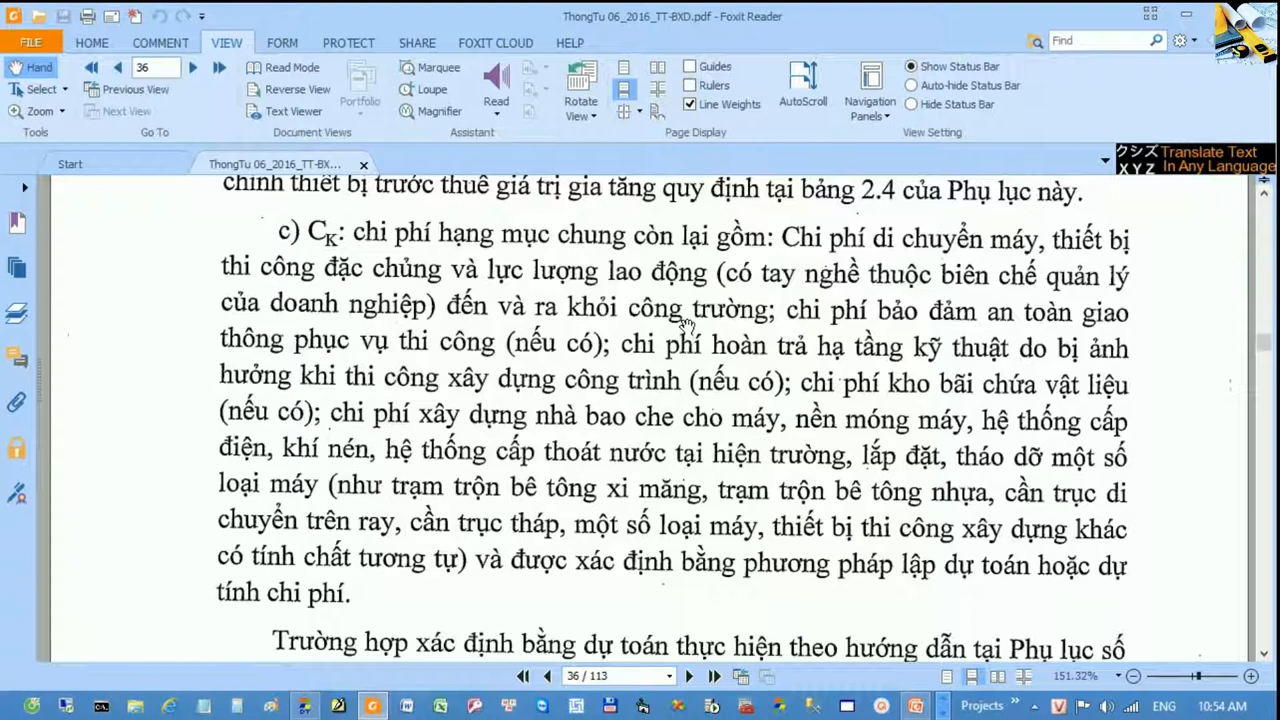 ThongTu 06_2016_TT-BXD.pdf - Foxit Reader
FILE HOME COMMENT VIEW FORM PROTECT SHARE FOXIT CLOUD HELP Find
Hand 36 Read Mode Marquee Guides Show Status Bar
Select Previous View Reverse View Loupe Rulers Auto-hide Status Bar
Zoom Next View Text Viewer Portfolio Magnifier Read Rotate View Line Weights AutoScroll Navigation Panels Hide Status Bar
Tools Go To Document Views Assistant Page Display View Setting
Start ThongTu 06_2016_TT-BX...
クシズ Translate Text
XYZ In Any Language
chỉnh thiết bị trước thuê giá trị gia tăng quy định tại bảng 2.4 của Phụ lục này.
c) CK: chi phí hạng mục chung còn lại gồm: Chi phí di chuyển máy, thiết bị
thi công đặc chủng và lực lượng lao động (có tay nghề thuộc biên chế quản lý
của doanh nghiệp) đến và ra khỏi công trường; chi phí bảo đảm an toàn giao
thông phục vụ thi công (nếu có); chi phí hoàn trả hạ tầng kỹ thuật do bị ảnh
hưởng khi thi công xây dựng công trình (nếu có); chi phí kho bãi chứa vật liệu
(nếu có); chi phí xây dựng nhà bao che cho máy, nền móng máy, hệ thống cấp
điện, khí nén, hệ thống cấp thoát nước tại hiện trường, lắp đặt, tháo dỡ một số
loại máy (như trạm trộn bê tông xi măng, trạm trộn bê tông nhựa, cần trục di
chuyển trên ray, cần trục tháp, một số loại máy, thiết bị thi công xây dựng khác
có tính chất tương tự) và được xác định bằng phương pháp lập dự toán hoặc dự
tính chi phí.
Trường hợp xác định bằng dự toán thực hiện theo hướng dẫn tại Phụ lục số
36 / 113 151.32%
Projects ENG 10:54 AM